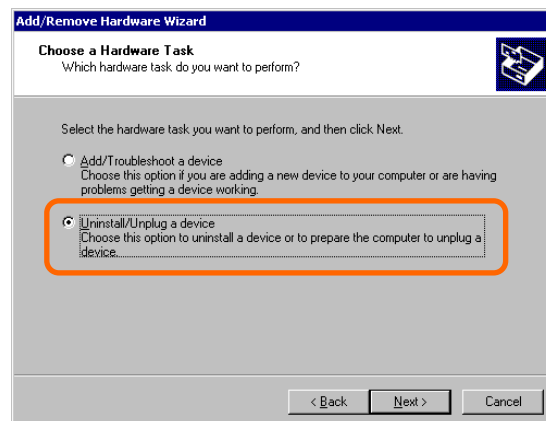 Add/Remove Hardware Wizard
Choose a Hardware Task
Which hardware task do you want to perform?
Select the hardware task you want to perform, and then click Next.
Add/Troubleshoot a device
Choose this option if you are adding a new device to your computer or are having
problems getting a device working.
Uninstall/Unplug a device
Choose this option to uninstall a device or to prepare the computer to unplug a
device.
< Back Next > Cancel